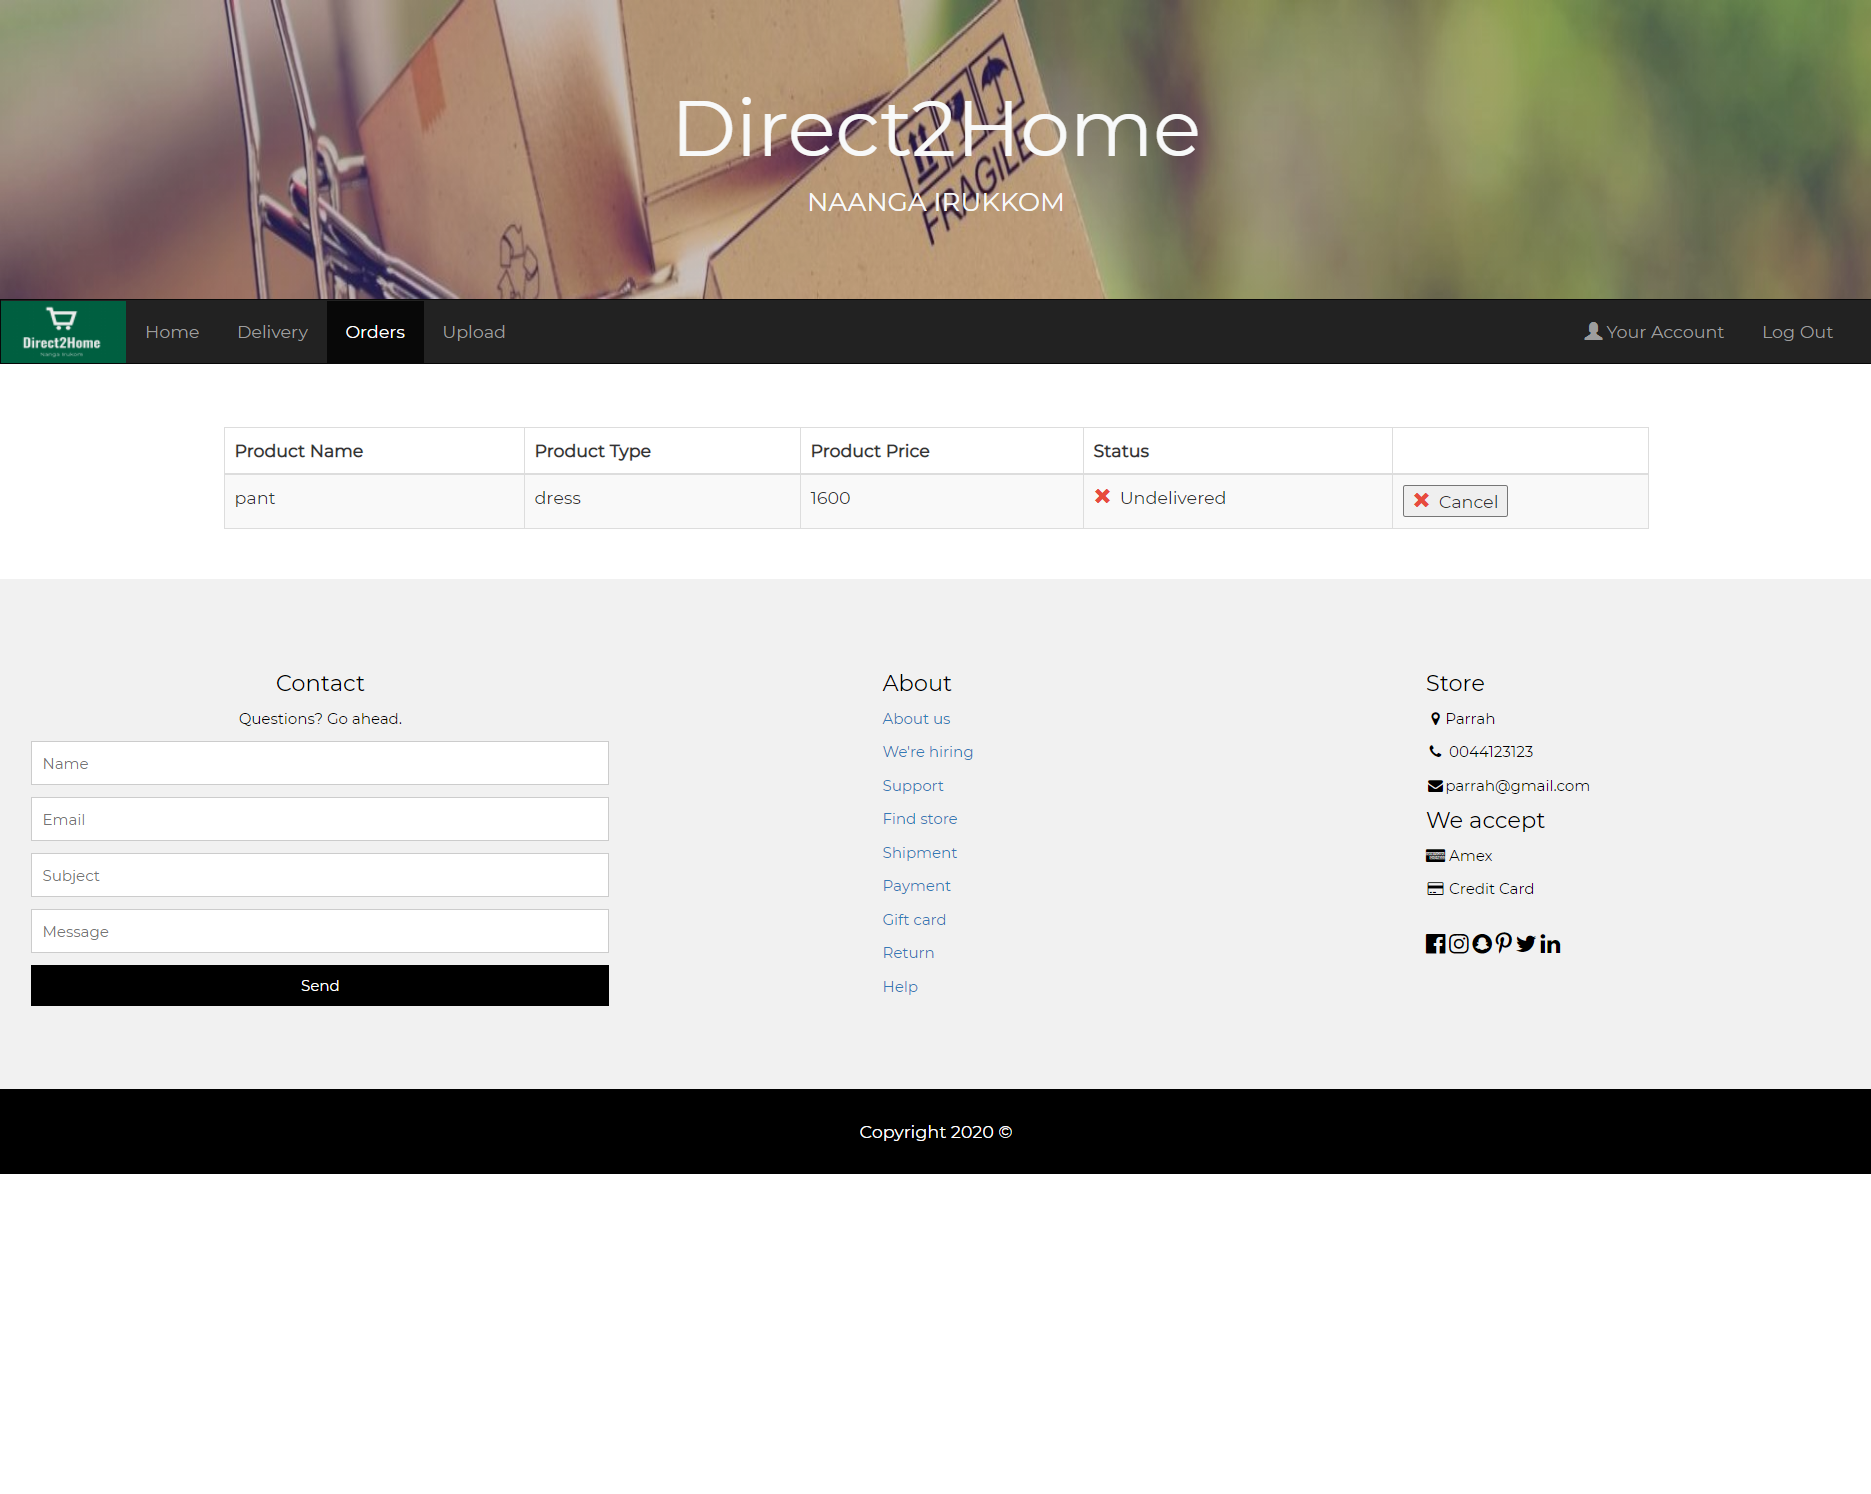 Direct2Home
NAANGA IRUKKOM
FRAGILE
Direct2Home
Nanga Irukom
Home Delivery Orders Upload Your Account Log Out
Product Name Product Type Product Price Status
pant dress 1600 Undelivered Cancel
Contact
Questions? Go ahead.
Name
Email
Subject
Message
Send
About
About us
We're hiring
Support
Find store
Shipment
Payment
Gift card
Return
Help
Store
Parrah
0044123123
parrah@gmail.com
We accept
Amex
Credit Card
Copyright 2020 ©